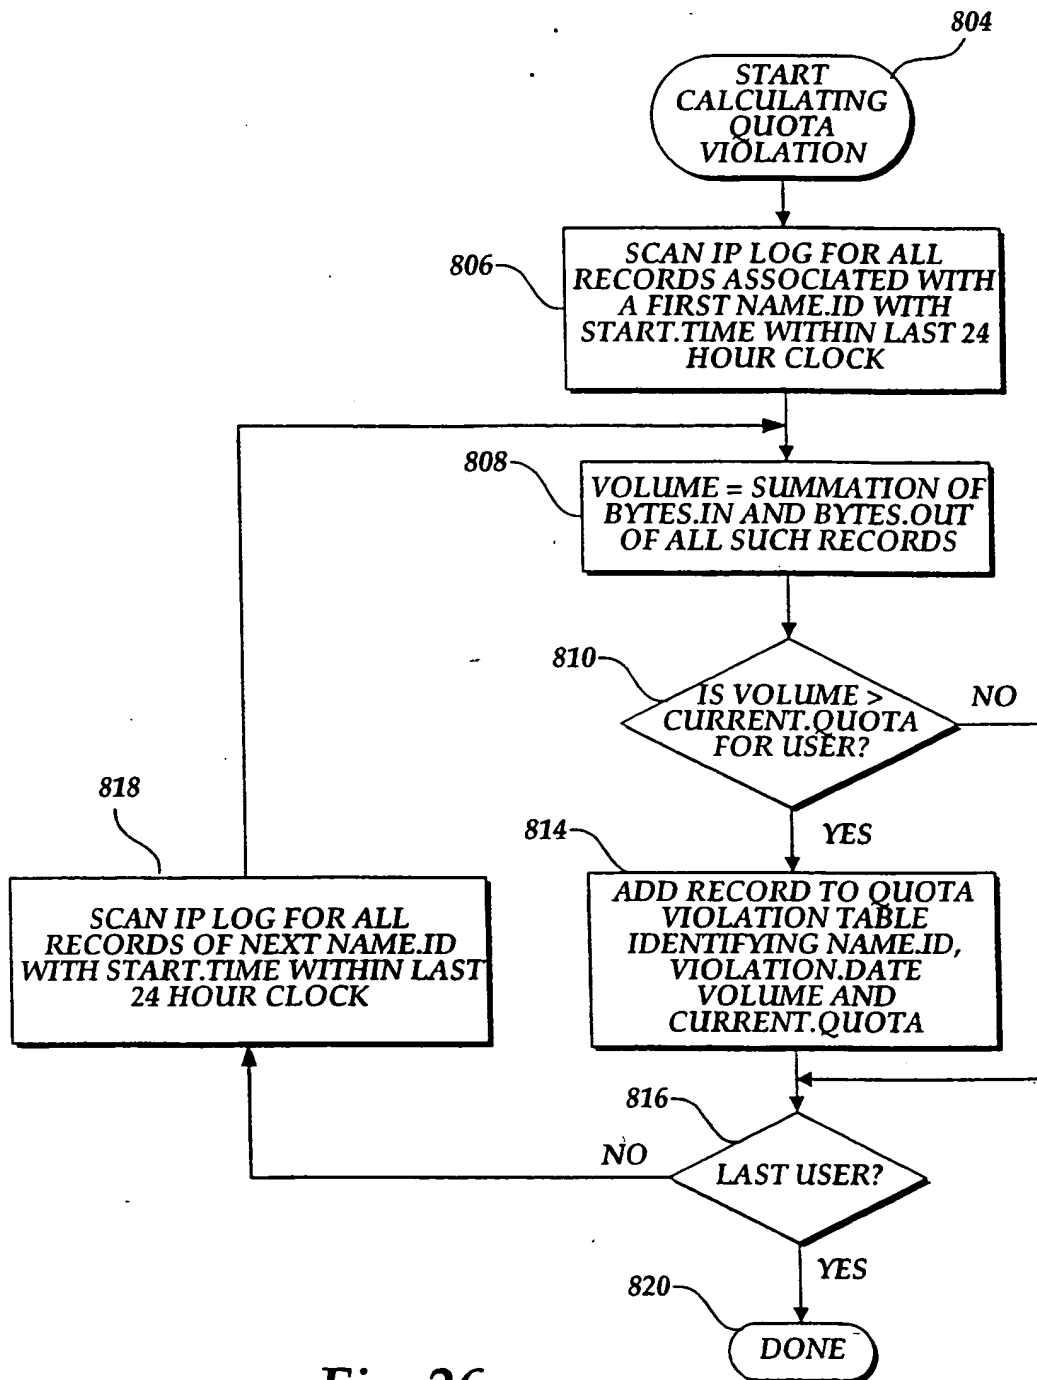 804
START
CALCULATING
QUOTA
VIOLATION
806
SCAN IP LOG FOR ALL
RECORDS ASSOCIATED WITH
A FIRST NAME.ID WITH
START.TIME WITHIN LAST 24
HOUR CLOCK
808
VOLUME = SUMMATION OF
BYTES.IN AND BYTES.OUT
OF ALL SUCH RECORDS
810
IS VOLUME >
CURRENT.QUOTA
FOR USER?
NO
YES
814
ADD RECORD TO QUOTA
VIOLATION TABLE
IDENTIFYING NAME.ID,
VIOLATION.DATE
VOLUME AND
CURRENT.QUOTA
818
SCAN IP LOG FOR ALL
RECORDS OF NEXT NAME.ID
WITH START.TIME WITHIN LAST
24 HOUR CLOCK
816
LAST USER?
NO
YES
820
DONE
Fig. 26